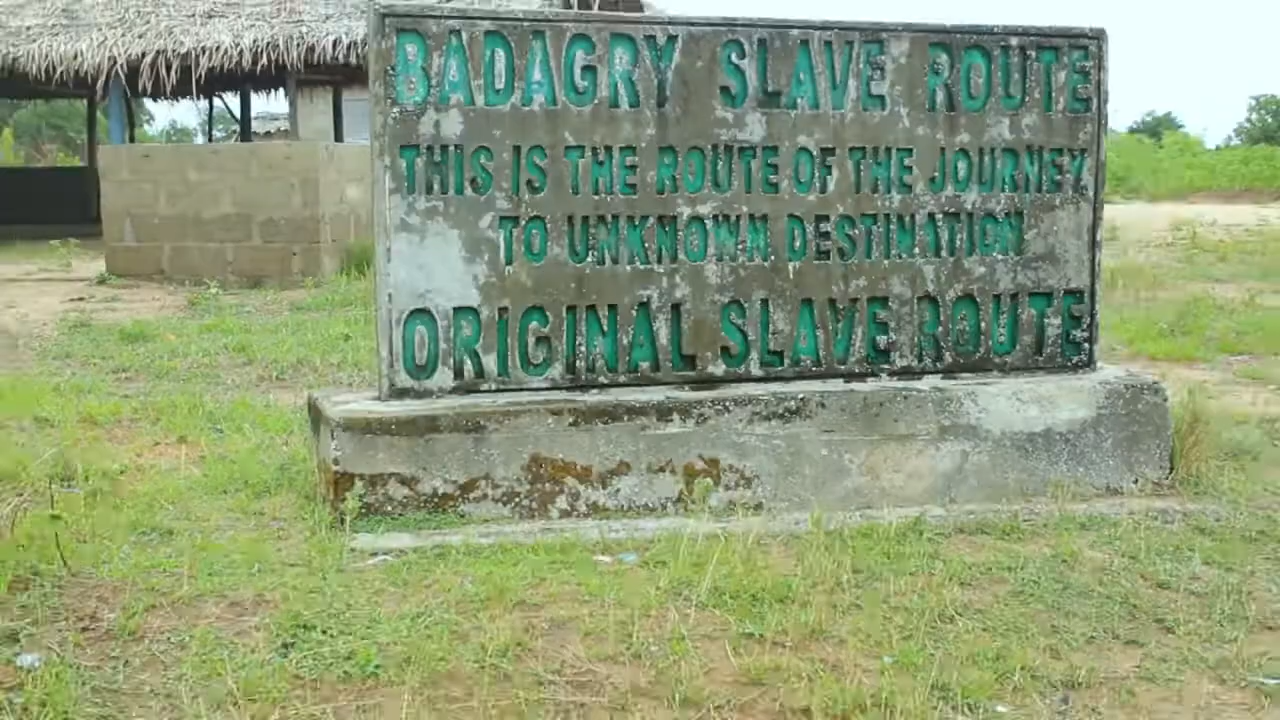 BADAGRY SLAVE ROUTE
THIS IS THE ROUTE OF THE JOURNEY
TO UNKNOWN DESTINATION
ORIGINAL SLAVE ROUTE